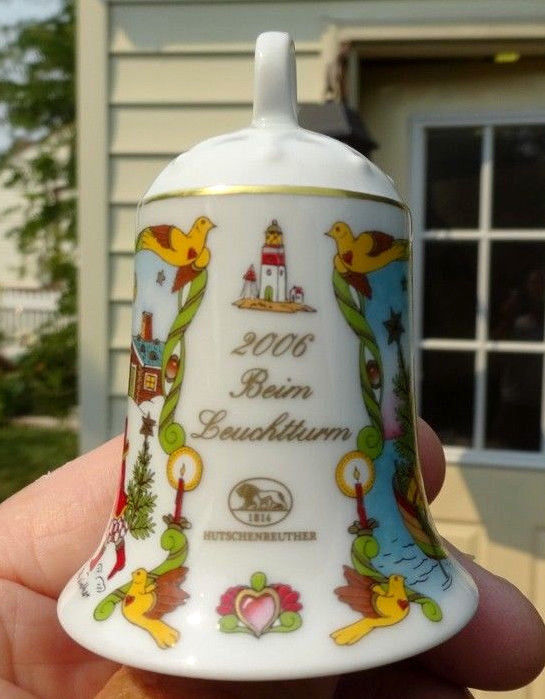 2006
Beim
Leuchtturm
1814
HUTSCHENREUTHER